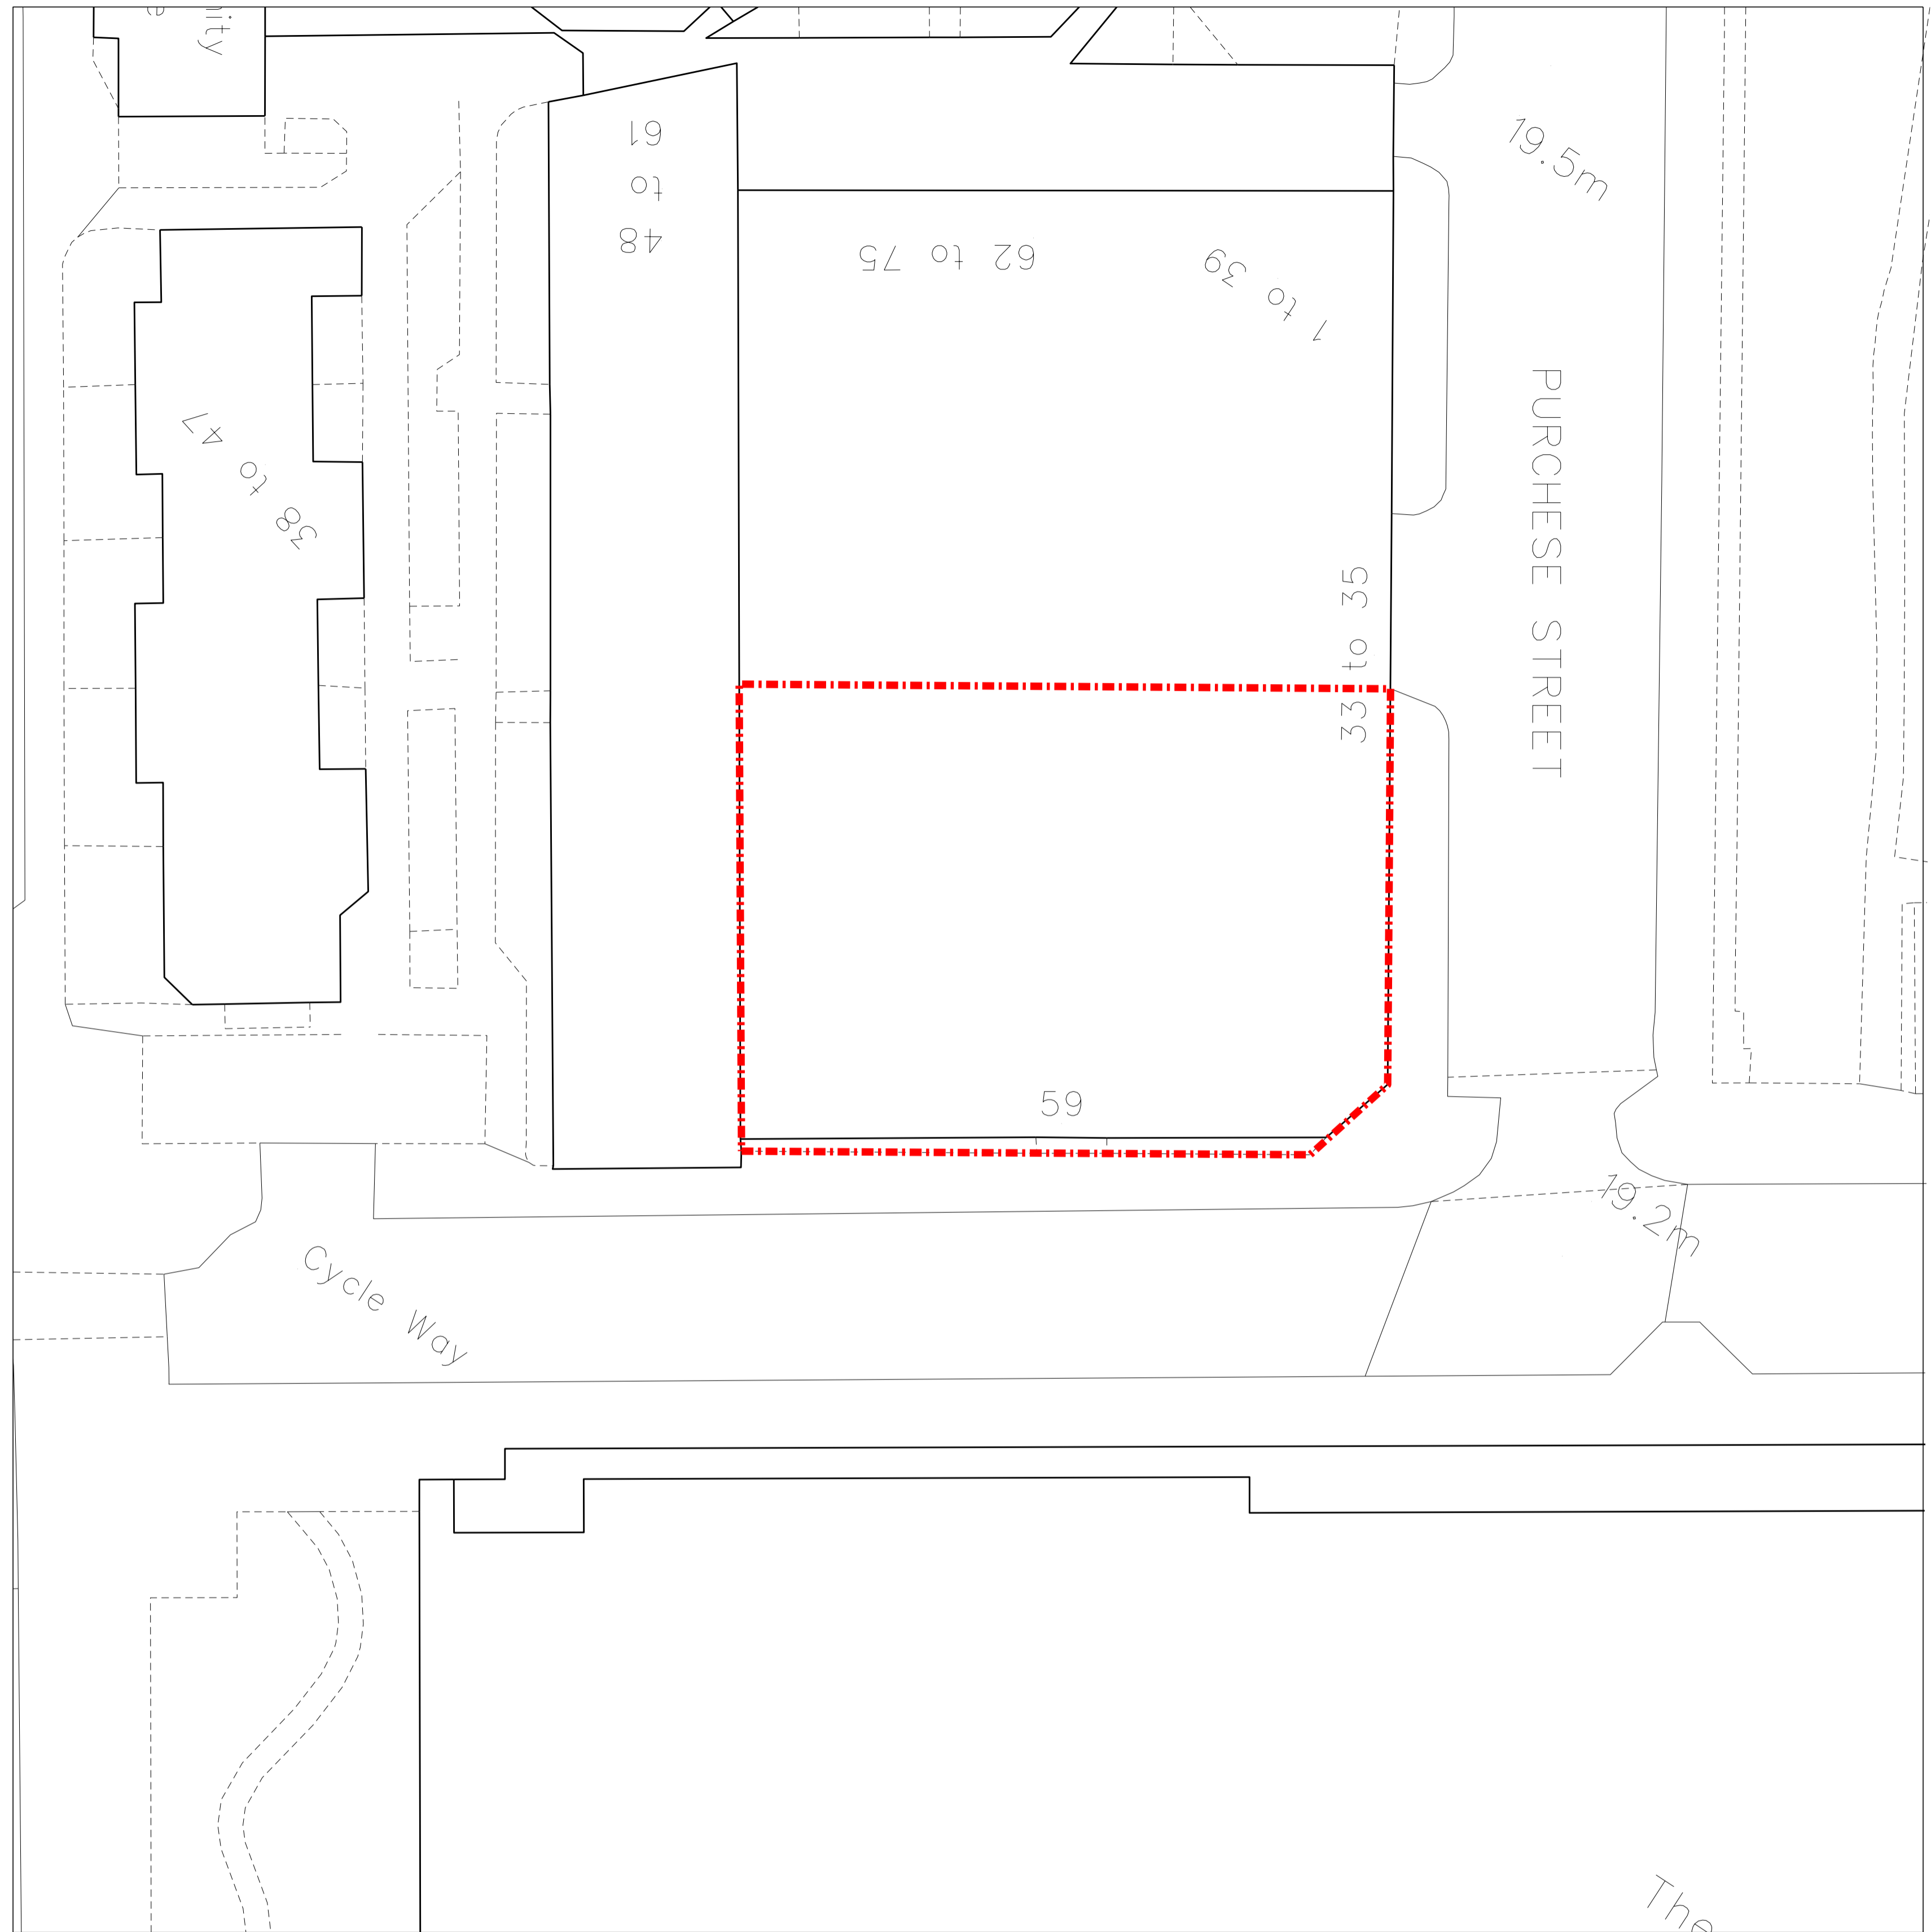 ity
48
to
61
62 to 75
1 to 39
19.5m
38 to 47
PURCHESE STREET
33 to 35
59
19.2m
Cycle Way
The